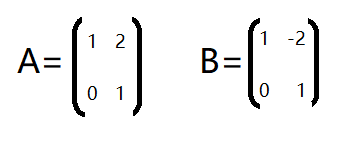 A= ( 1 2    B= ( 1 -2
0 1 )    0 1 )